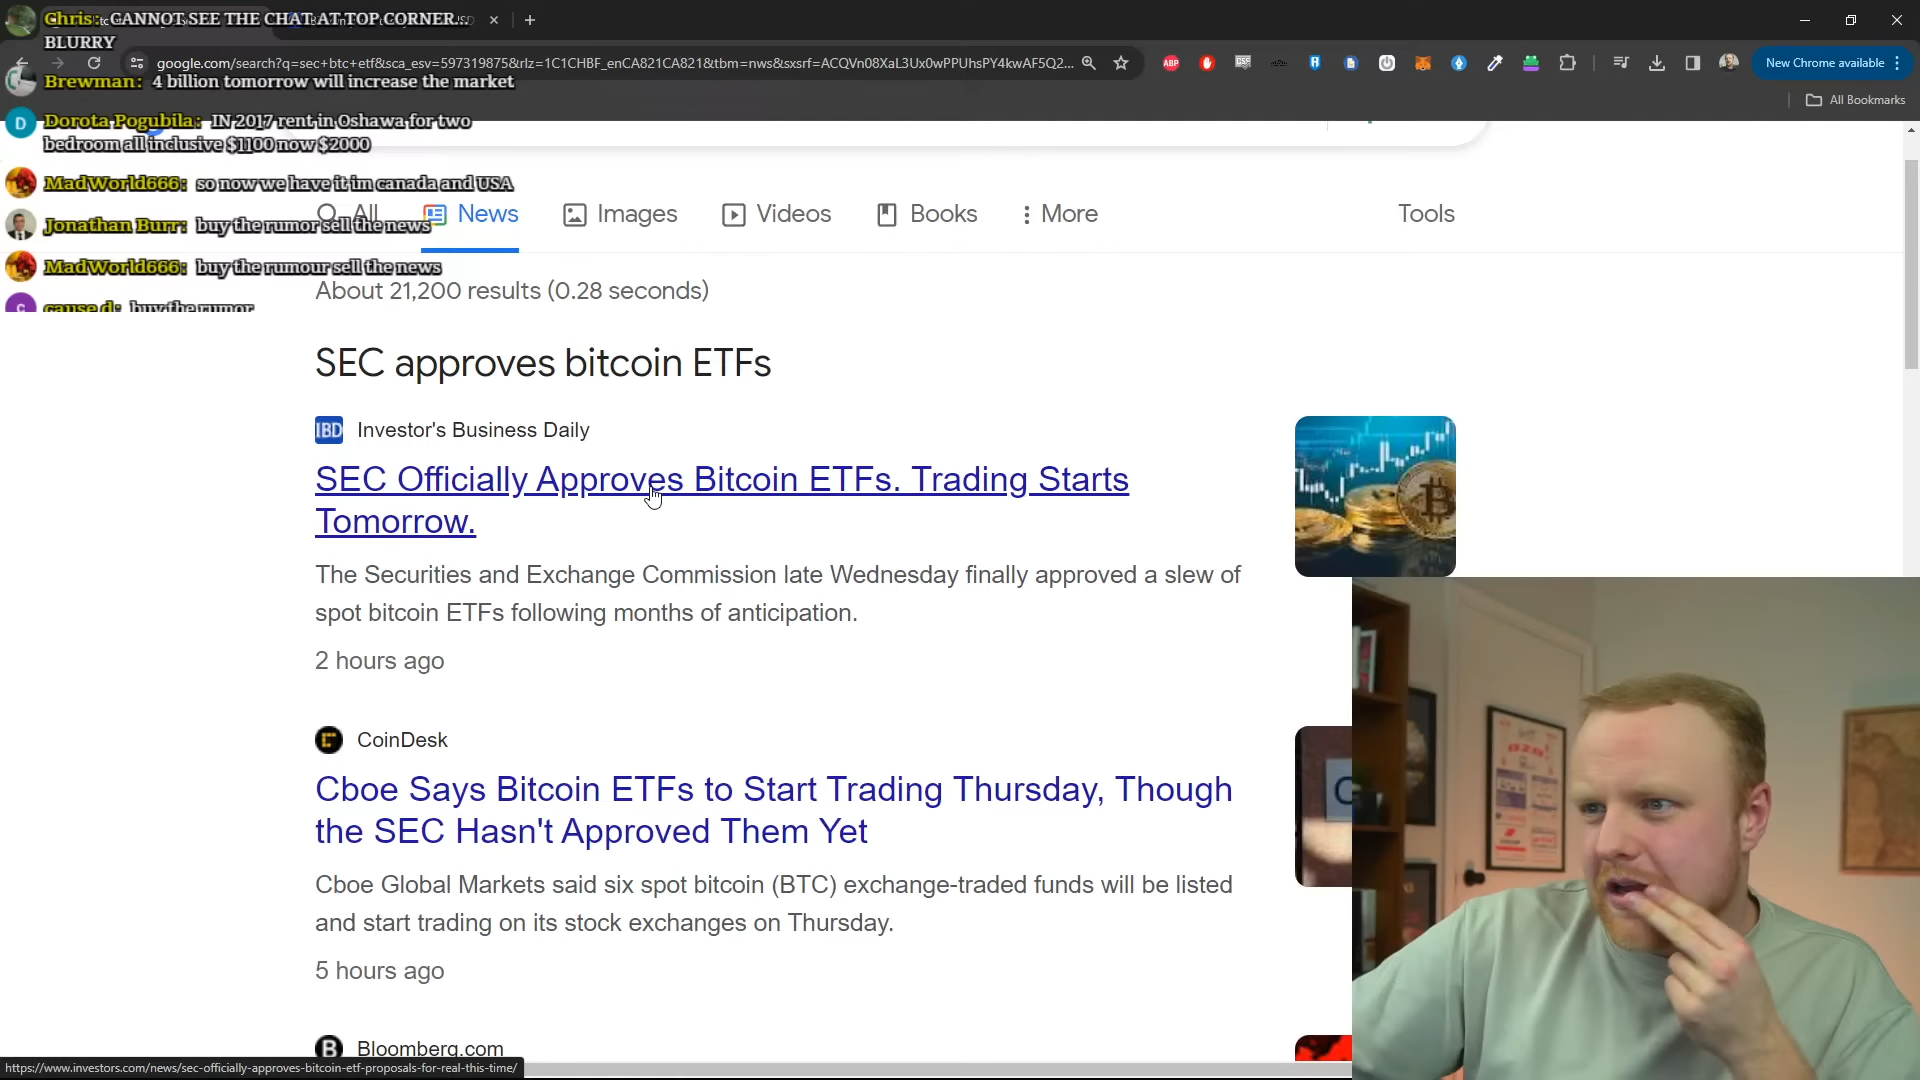 Chris: CANNOT SEE THE CHAT AT TOP CORNER...
BLURRY
google.com/search?q=sec+btc+etf&sca_esv=597319875&rlz=1C1CHBF_enCA821CA821&tbm=nws&sxsrf=ACQVn08XaL3Ux0wPPUhsPY4kwAF5Q2...
New Chrome available
Brewman: 4 billion tomorrow will increase the market
All Bookmarks
Dorota Pogubila: IN 2017 rent in Oshawa for two
bedroom all inclusive $1100 now $2000
MadWorld666: so now we have it im canada and USA
All
News
Images
Videos
Books
More
Tools
Jonathan Burr: buy the rumor sell the news
MadWorld666: buy the rumour sell the news
About 21,200 results (0.28 seconds)
cause d: buy the rumor
SEC approves bitcoin ETFs
IBD Investor's Business Daily
SEC Officially Approves Bitcoin ETFs. Trading Starts
Tomorrow.
The Securities and Exchange Commission late Wednesday finally approved a slew of
spot bitcoin ETFs following months of anticipation.
2 hours ago
CoinDesk
Cboe Says Bitcoin ETFs to Start Trading Thursday, Though
the SEC Hasn't Approved Them Yet
Cboe Global Markets said six spot bitcoin (BTC) exchange-traded funds will be listed
and start trading on its stock exchanges on Thursday.
5 hours ago
Bloomberg.com
https://www.investors.com/news/sec-officially-approves-bitcoin-etf-proposals-for-real-this-time/